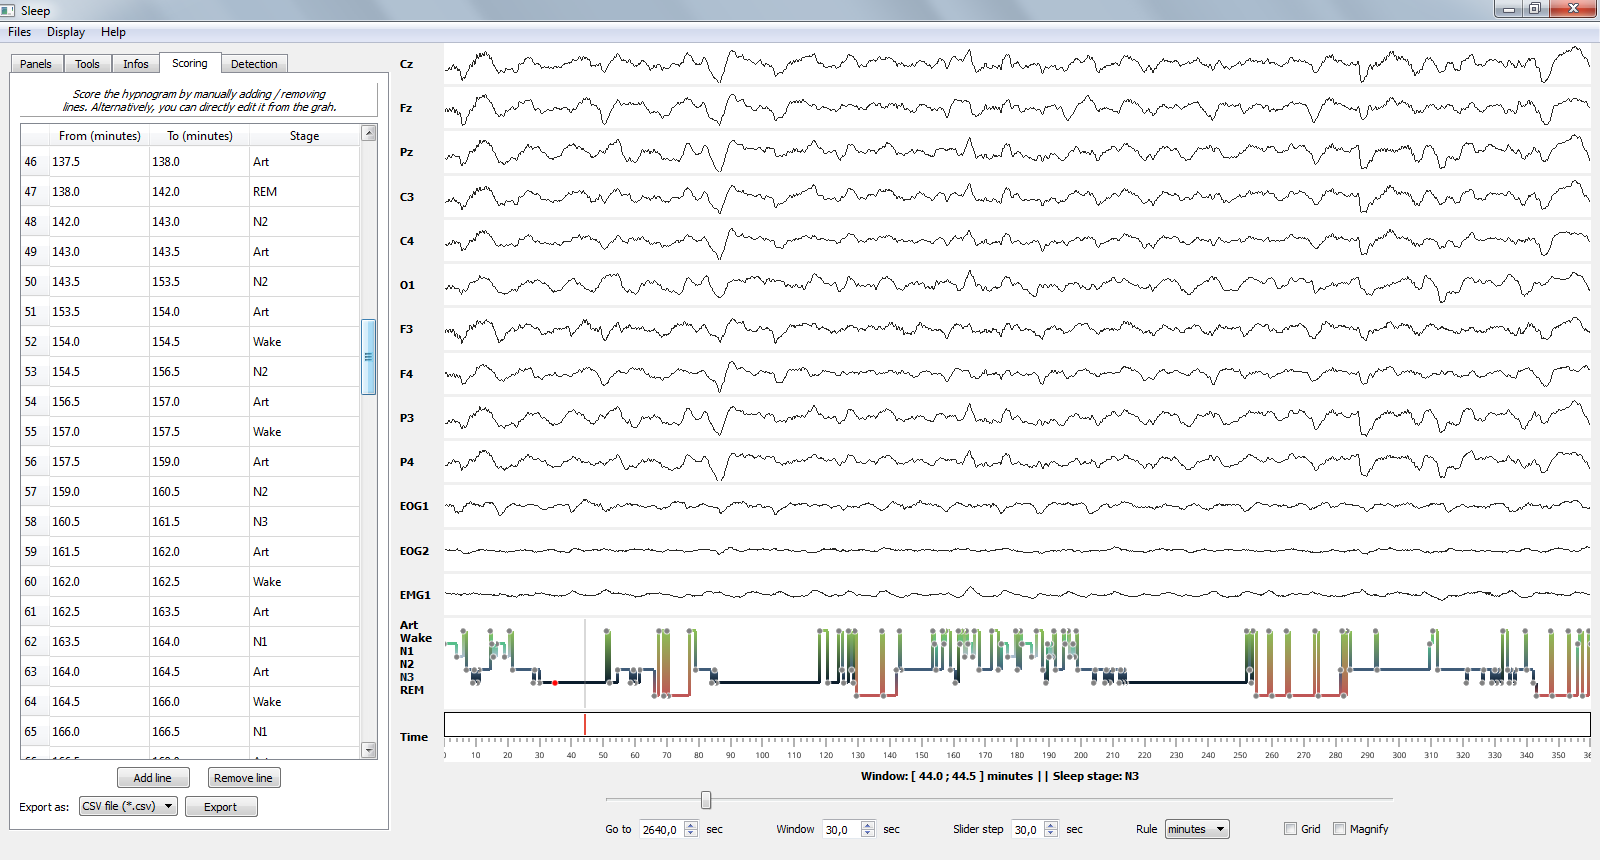 Sleep
Files Display Help
Panels Tools Infos Scoring Detection
Score the hypnogram by manually adding / removing
lines. Alternatively, you can directly edit it from the grah.
From (minutes) To (minutes) Stage
46 137.5 138.0 Art
47 138.0 142.0 REM
48 142.0 143.0 N2
49 143.0 143.5 Art
50 143.5 153.5 N2
51 153.5 154.0 Art
52 154.0 154.5 Wake
53 154.5 156.5 N2
54 156.5 157.0 Art
55 157.0 157.5 Wake
56 157.5 159.0 Art
57 159.0 160.5 N2
58 160.5 161.5 N3
59 161.5 162.0 Art
60 162.0 162.5 Wake
61 162.5 163.5 Art
62 163.5 164.0 N1
63 164.0 164.5 Art
64 164.5 166.0 Wake
65 166.0 166.5 N1
Add line Remove line
Export as: CSV file (*.csv) Export
Cz
Fz
Pz
C3
C4
O1
F3
F4
P3
P4
EOG1
EOG2
EMG1
Art
Wake
N1
N2
N3
REM
Time
10 20 30 40 50 60 70 80 90 100 110 120 130 140 150 160 170 180 190 200 210 220 230 240 250 260 270 280 290 300 310 320 330 340 350
Window: [ 44.0 ; 44.5 ] minutes || Sleep stage: N3
Go to 2640,0 sec Window 30,0 sec Slider step 30,0 sec Rule minutes Grid Magnify